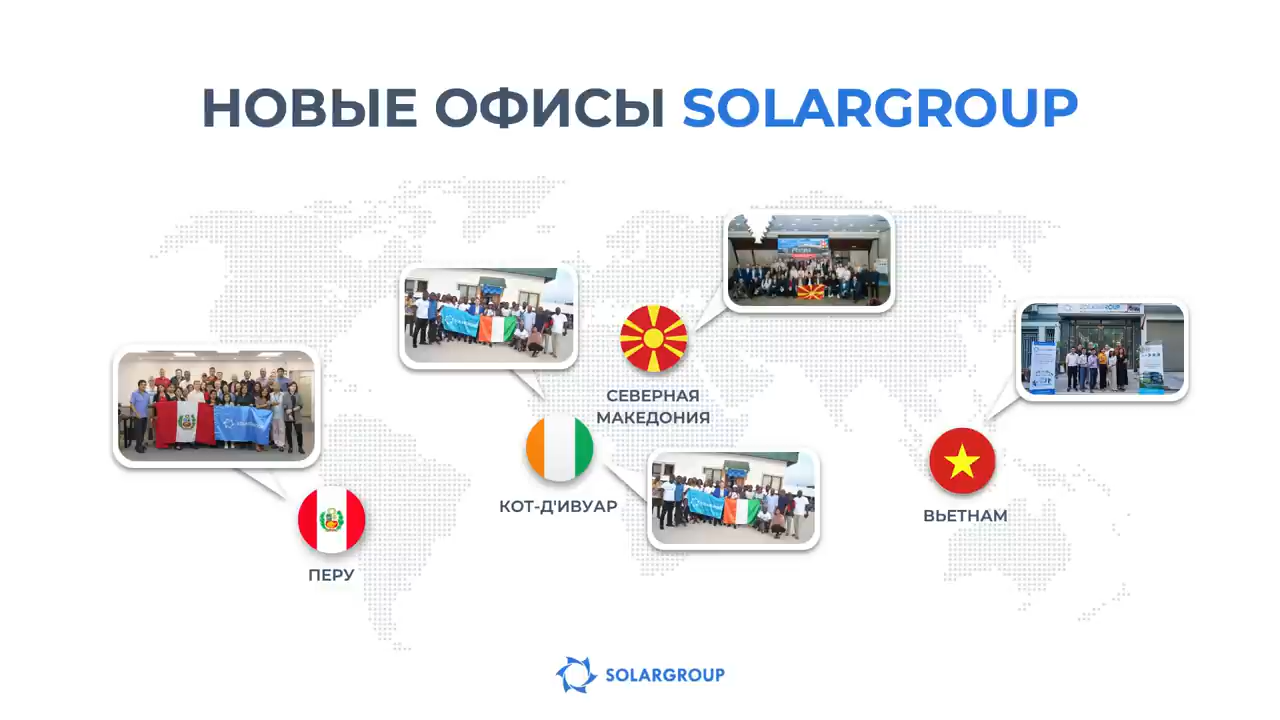 НОВЫЕ ОФИСЫ SOLARGROUP
СЕВЕРНАЯ
МАКЕДОНИЯ
КОТ-Д'ИВУАР
ВЬЕТНАМ
ПЕРУ
SOLARGROUP